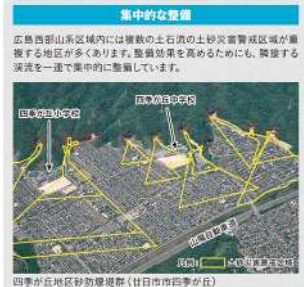 集中的な整備
広島西部山系区域内には複数の土石流の土砂災害警戒区域が重
複する地区が多くあります。整備効果を高めるためにも、隣接する
渓流を一連で集中的に整備しています。
四季が丘中学校
四季が丘小学校
山陽自動車道
凡例
土砂災害警戒区域
四季が丘地区砂防堰堤群(廿日市市四季が丘)